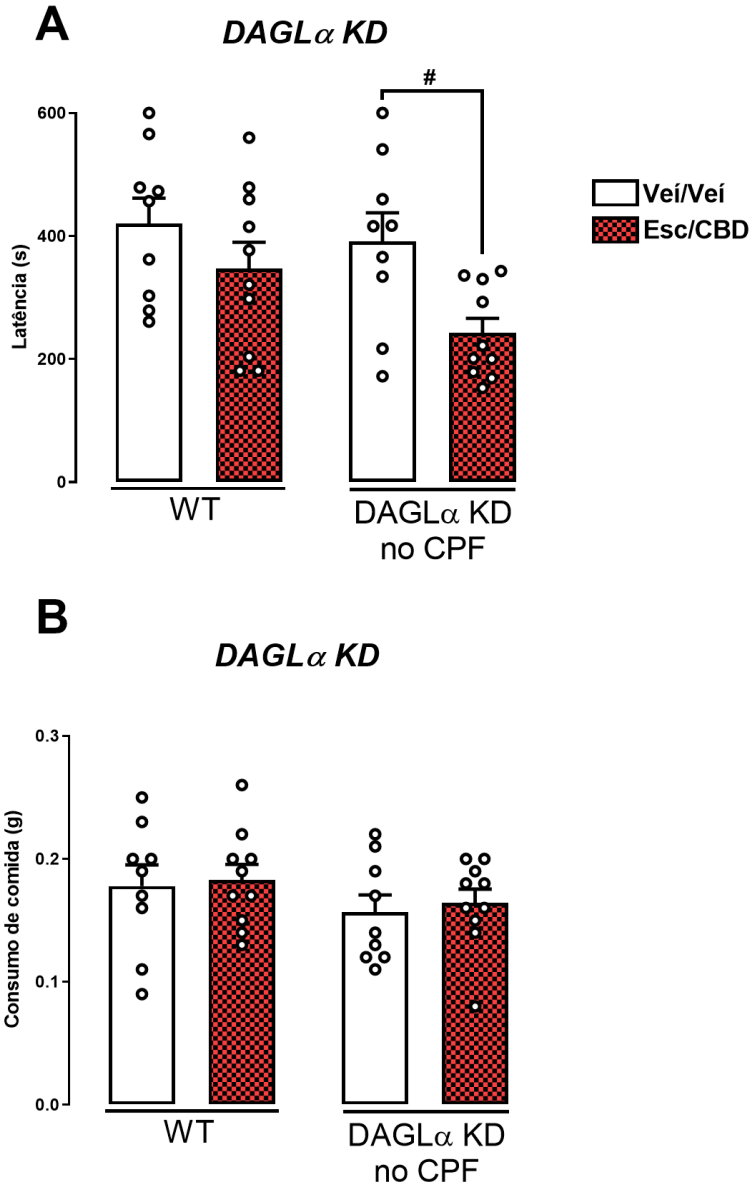 A
DAGLα KD
#
600
400
200
0
Latência (s)
Veí/Veí
Esc/CBD
WT
DAGLα KD
no CPF
B
DAGLα KD
0.3
0.2
0.1
0.0
Consumo de comida (g)
WT
DAGLα KD
no CPF